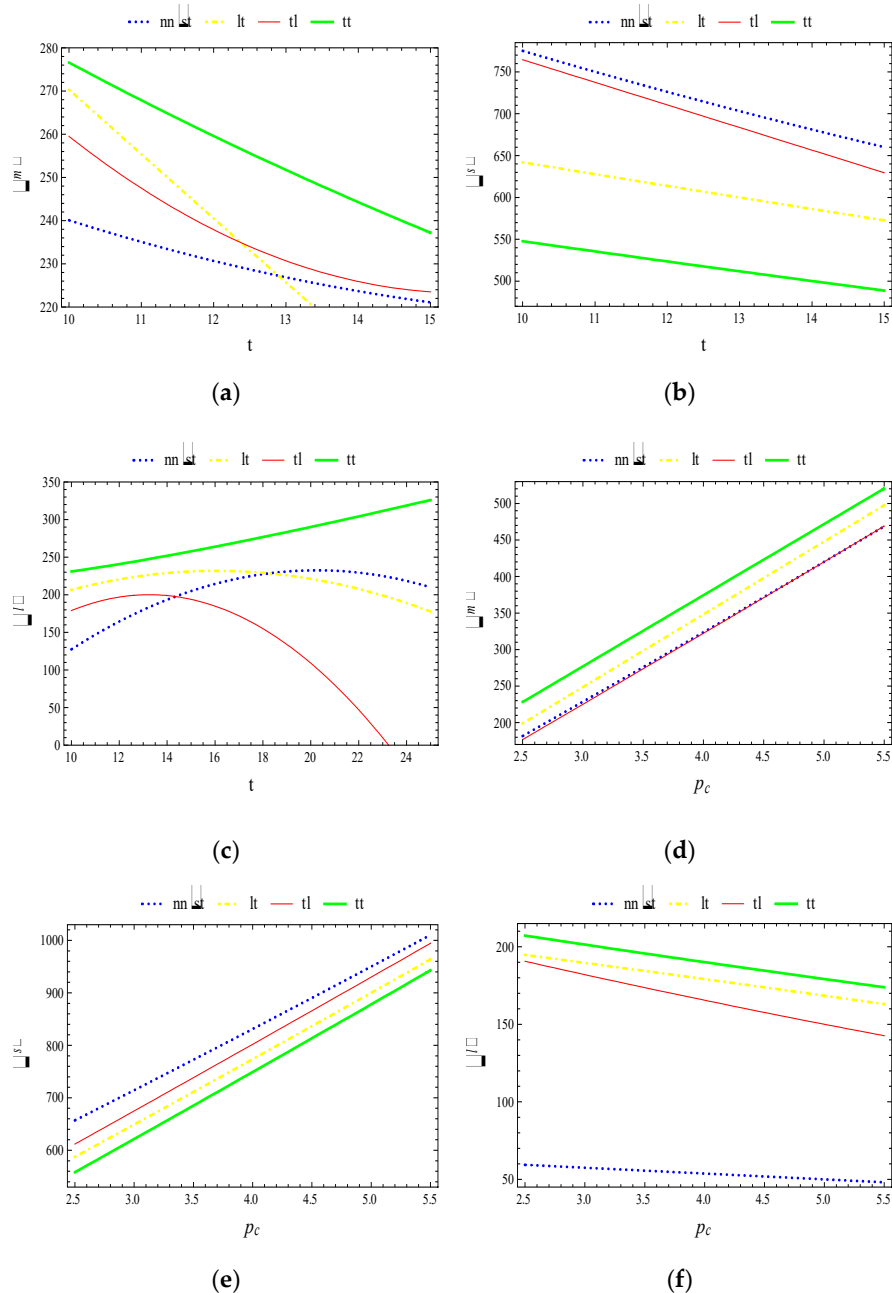 nn st lt tl tt nn st lt tl tt
280 270 260 250 240 230 220
m
10 11 12 13 14 15
t
750 700 650 600 550 500
s
10 11 12 13 14 15
t
(a) (b)
nn st lt tl tt nn st lt tl tt
350 300 250 200 150 100 50 0
l
10 12 14 16 18 20 22 24
t
500 450 400 350 300 250 200
m
2.5 3.0 3.5 4.0 4.5 5.0 5.5
p_c
(c) (d)
nn st lt tl tt nn st lt tl tt
1000 900 800 700 600
s
2.5 3.0 3.5 4.0 4.5 5.0 5.5
p_c
200 150 100 50
l
2.5 3.0 3.5 4.0 4.5 5.0 5.5
p_c
(e) (f)